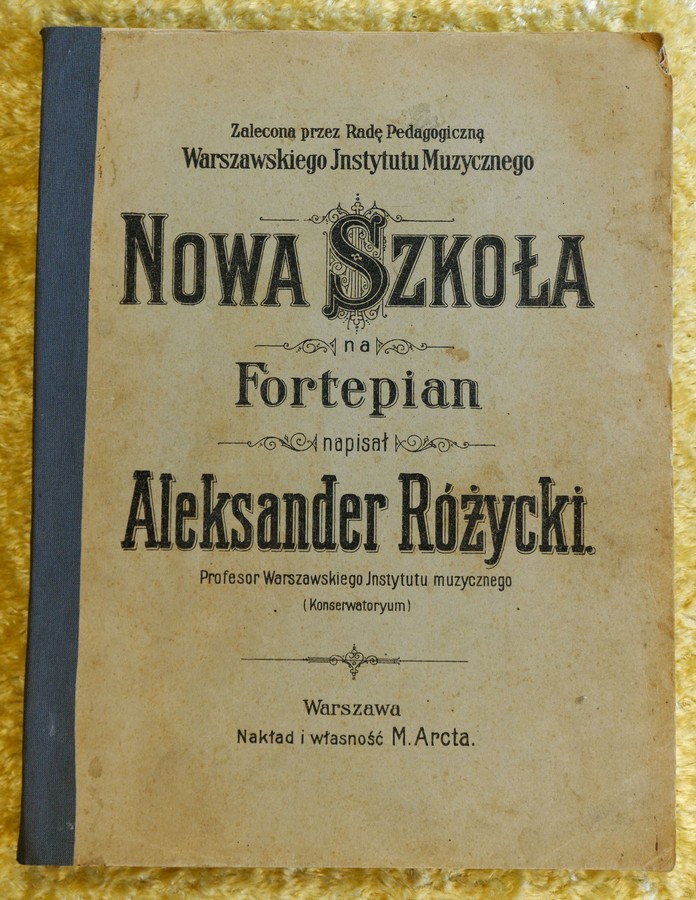 Zalecona przez Radę Pedagogiczną
Warszawskiego Jnstytutu Muzycznego
NOWA SZKOŁA
na
Fortepian
napisał
Aleksander Różycki.
Profesor Warszawskiego Jnstytutu muzycznego
(Konserwatoryum)
Warszawa
Nakład i własność M. Arcta.